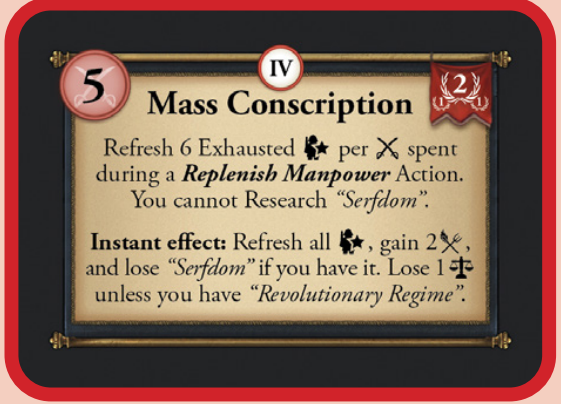 IV
5
2
1 1
Mass Conscription
Refresh 6 Exhausted per spent
during a Replenish Manpower Action.
You cannot Research “Serfdom”.
Instant effect: Refresh all , gain 2 ,
and lose “Serfdom” if you have it. Lose 1
unless you have “Revolutionary Regime”.